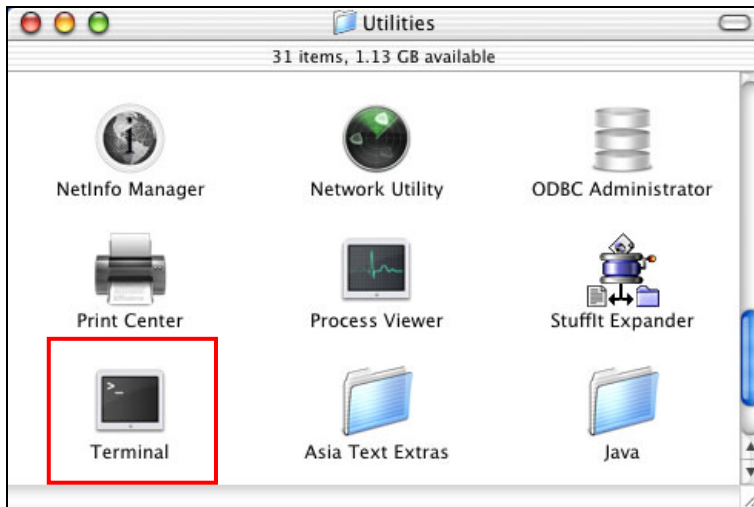 Utilities
31 items, 1.13 GB available
NetInfo Manager
Network Utility
ODBC Administrator
Print Center
Process Viewer
StuffIt Expander
>_
Terminal
Asia Text Extras
Java